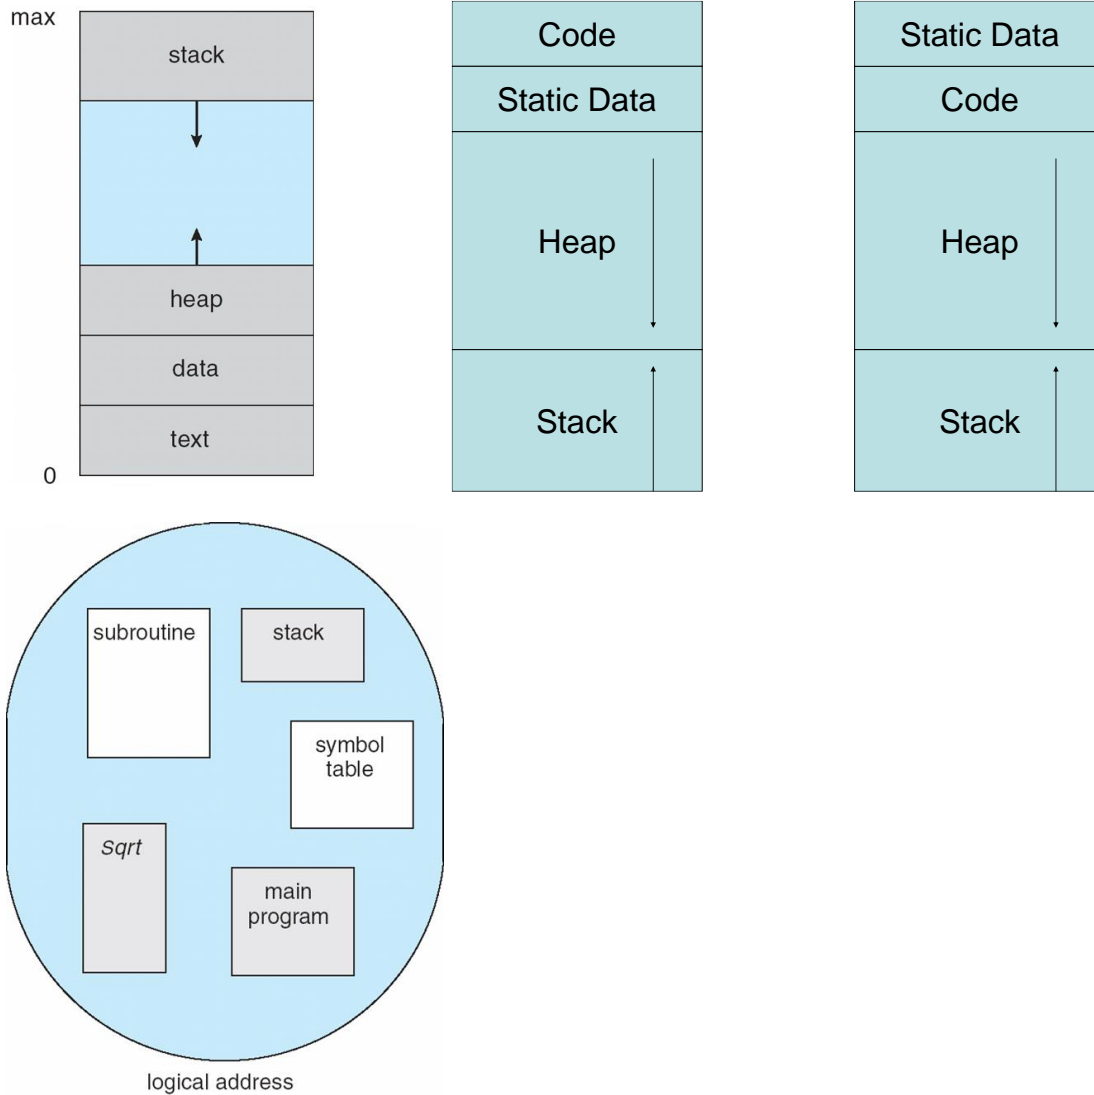 max
stack
heap
data
text
0
Code
Static Data
Heap
Stack
Static Data
Code
Heap
Stack
subroutine
stack
symbol
table
Sqrt
main
program
logical address